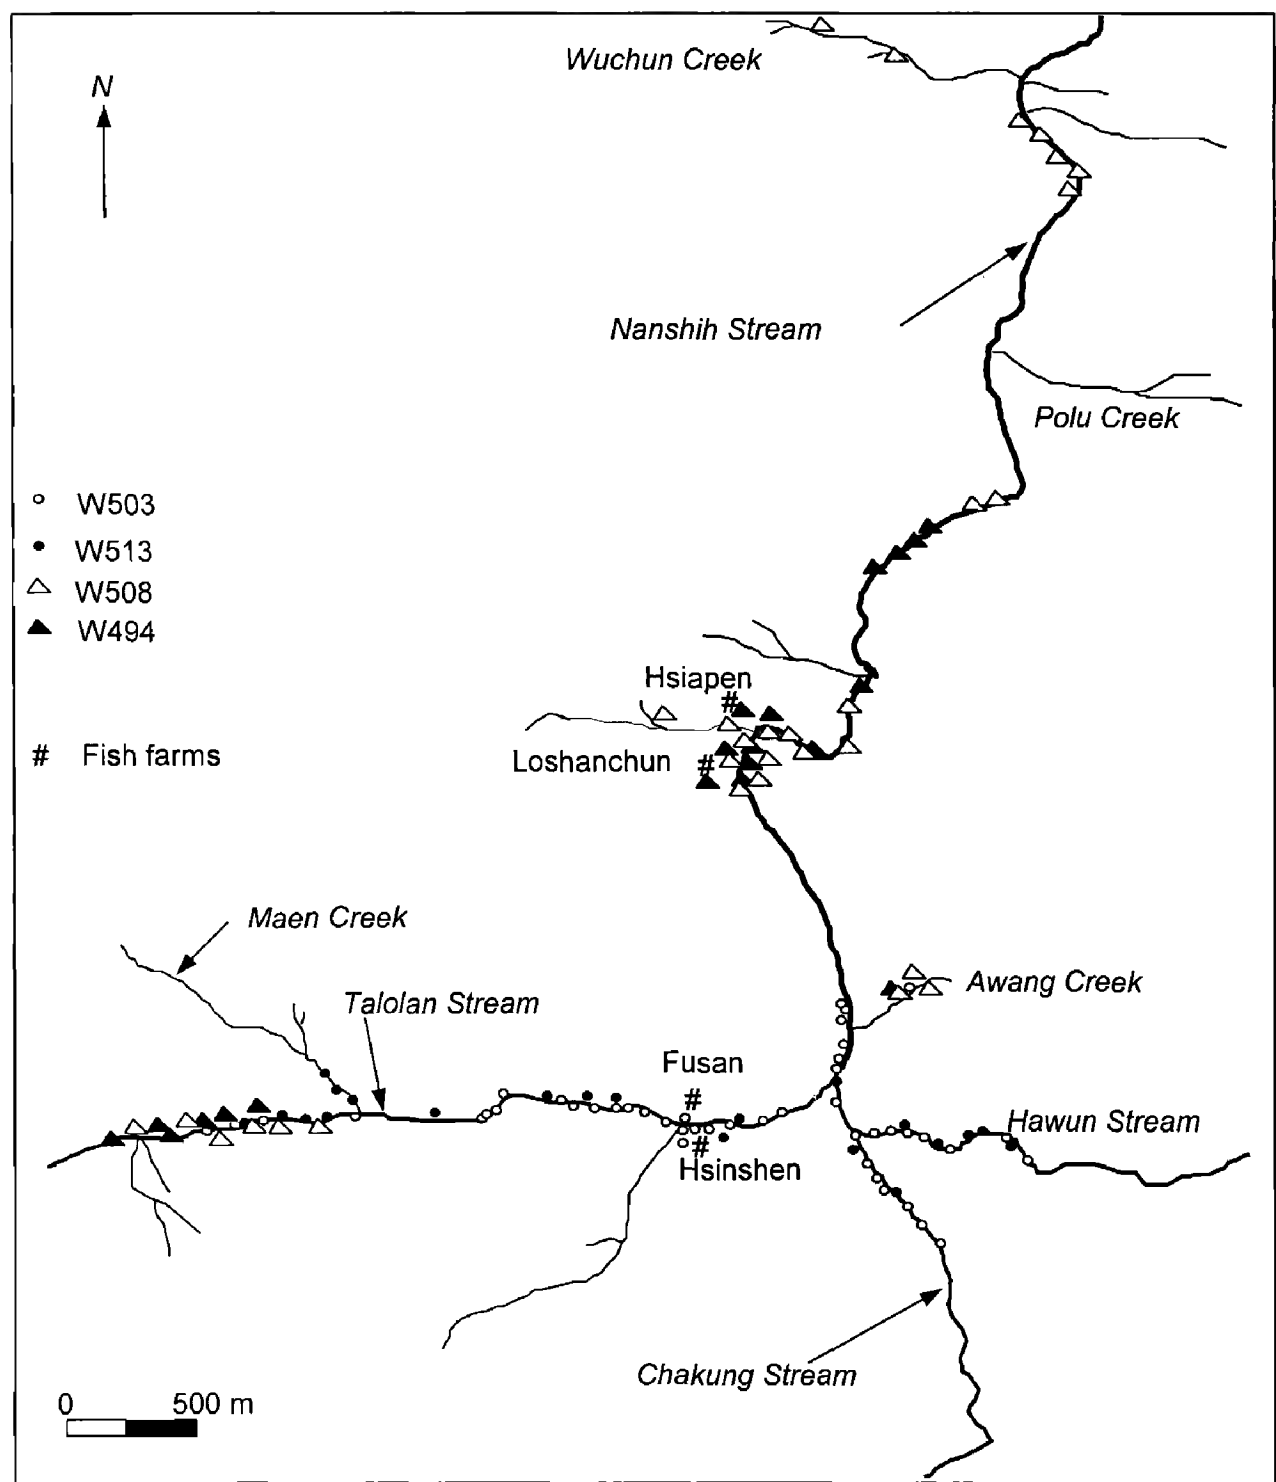 Wuchun Creek
N
Nanshih Stream
Polu Creek
W503
W513
W508
W494
Hsiapen
#
# Fish farms
Loshanchun #
Maen Creek
Awang Creek
Talolan Stream
Fusan
#
Hawun Stream
#
Hsinshen
Chakung Stream
0 500 m